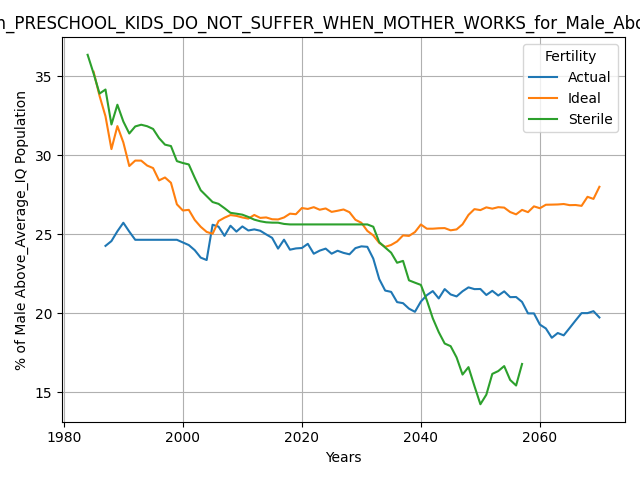 PRESCHOOL_KIDS_DO_NOT_SUFFER_WHEN_MOTHER_WORKS_for_Male_Abo
Fertility
Actual
Ideal
Sterile
% of Male Above_Average_IQ Population
35
30
25
20
15
1980
2000
2020
2040
2060
Years